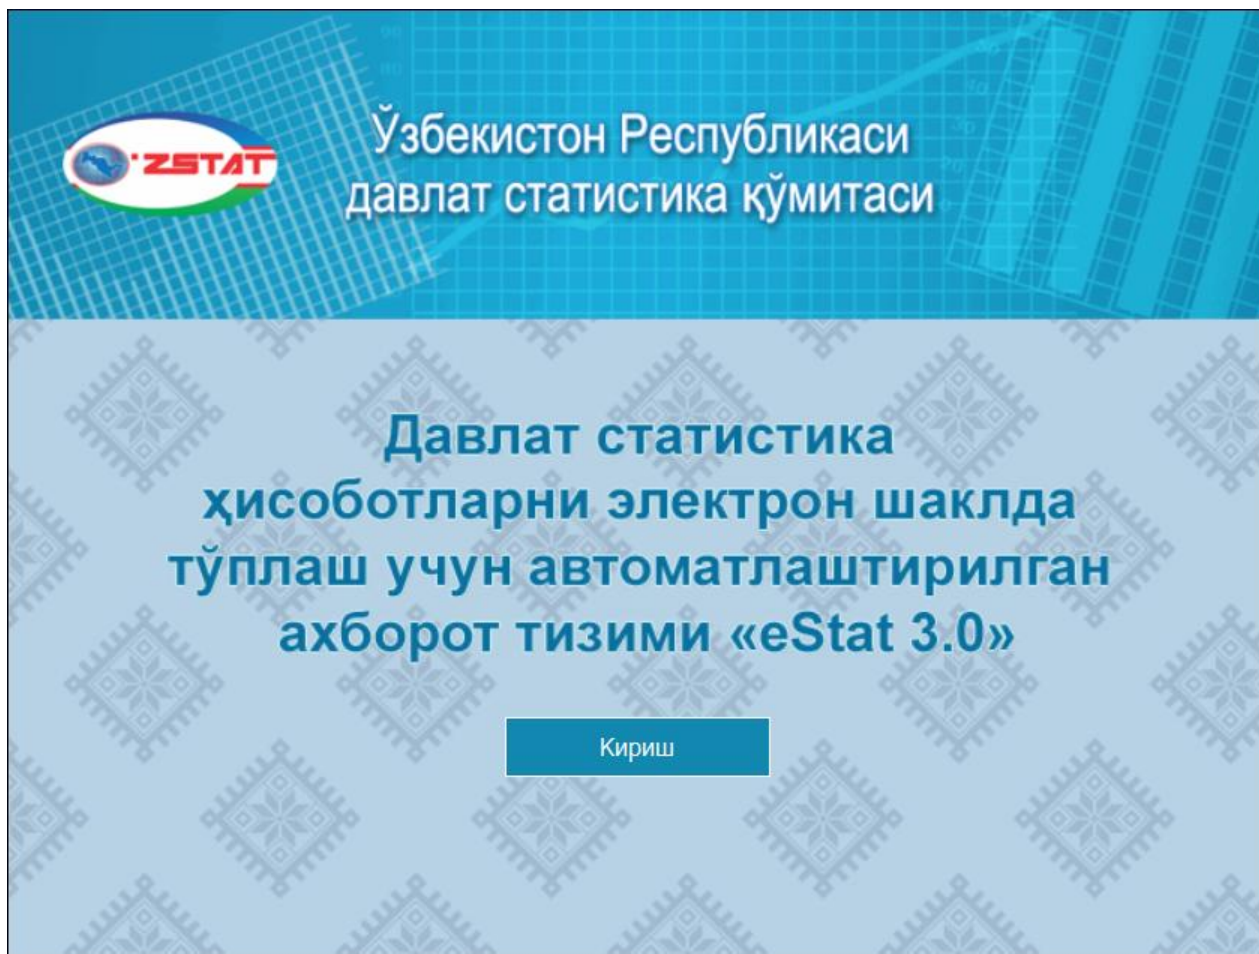 O'ZSTAT
Ўзбекистон Республикаси
давлат статистика қўмитаси
Давлат статистика
ҳисоботларни электрон шаклда
тўплаш учун автоматлаштирилган
ахборот тизими «eStat 3.0»
Кириш